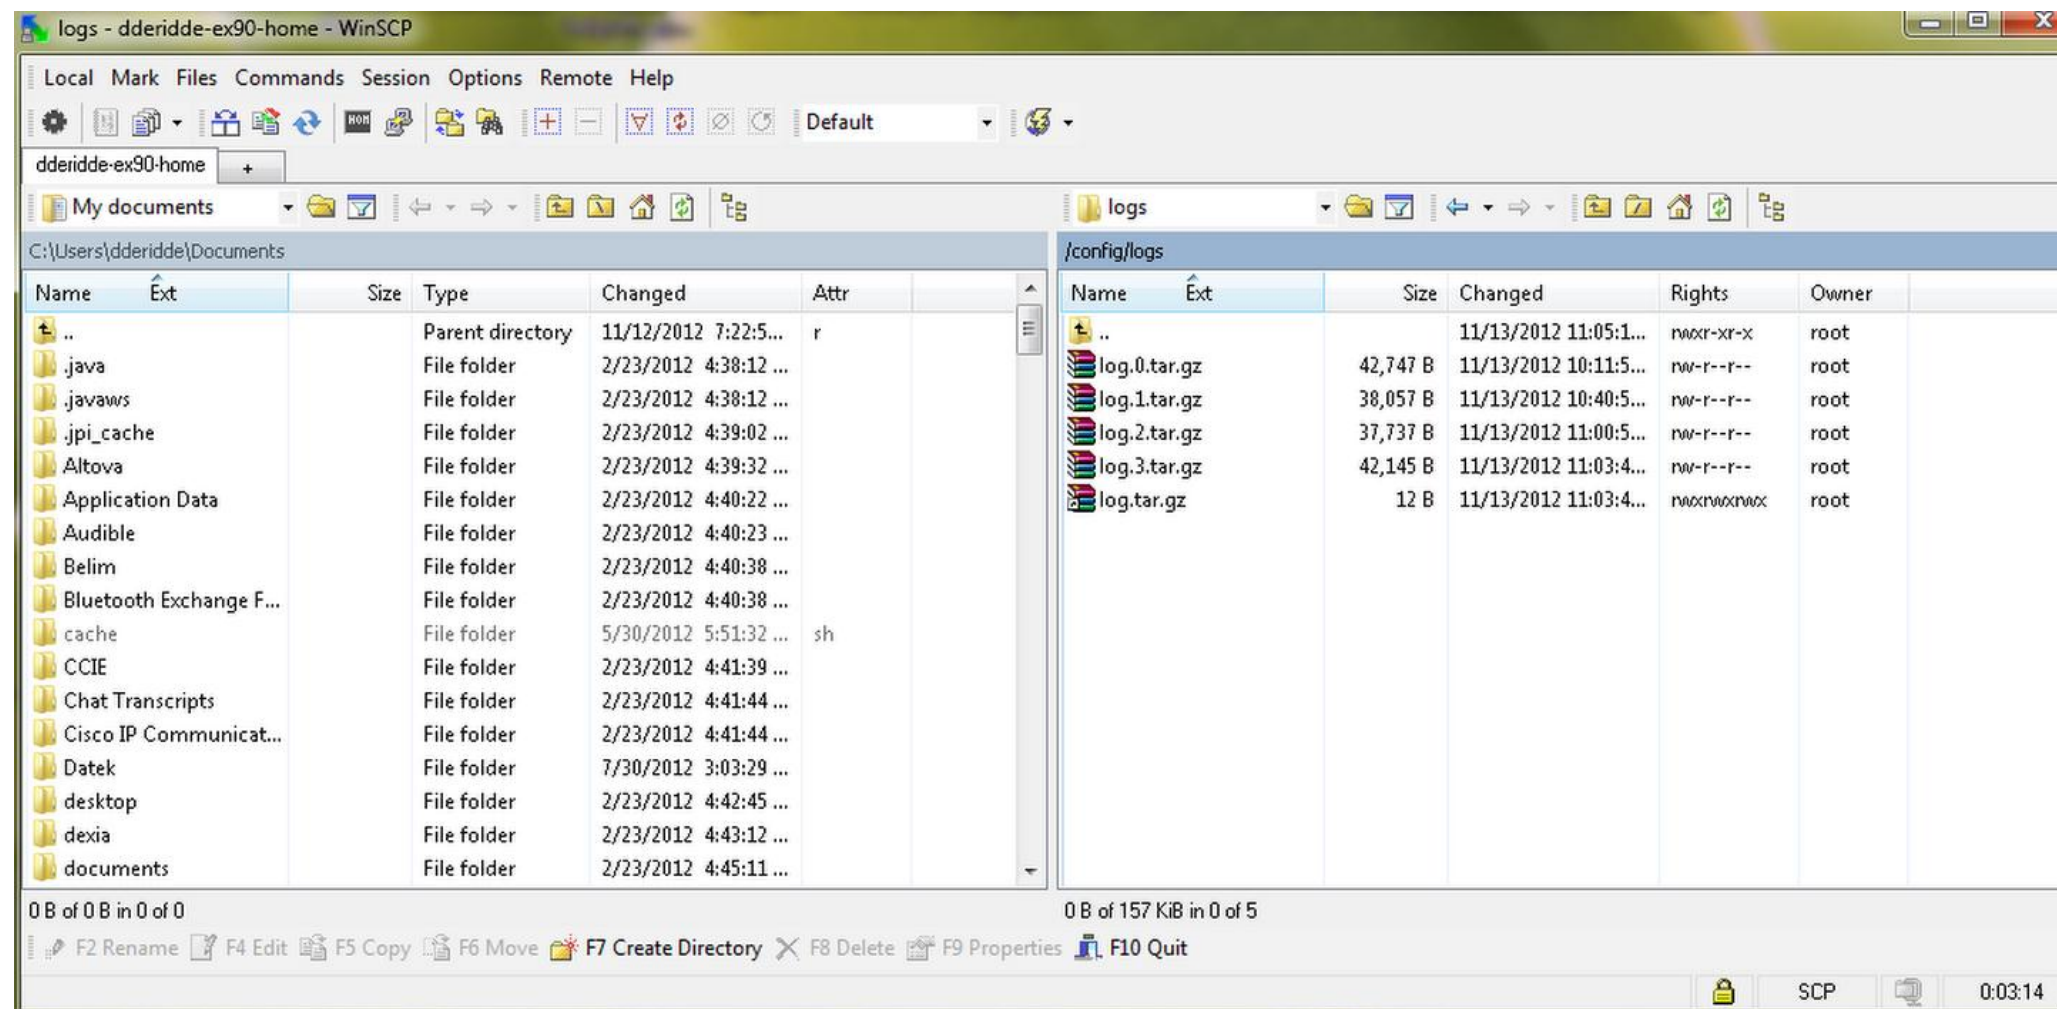 logs - dderidde-ex90-home - WinSCP
Local Mark Files Commands Session Options Remote Help
Default
dderidde-ex90-home +
My documents
logs
C:\Users\dderidde\Documents
/config/logs
Name Ext Size Type Changed Attr
.. Parent directory 11/12/2012 7:22:5... r
.java File folder 2/23/2012 4:38:12 ...
.javaws File folder 2/23/2012 4:38:12 ...
.jpi_cache File folder 2/23/2012 4:39:02 ...
Altova File folder 2/23/2012 4:39:32 ...
Application Data File folder 2/23/2012 4:40:22 ...
Audible File folder 2/23/2012 4:40:23 ...
Belim File folder 2/23/2012 4:40:38 ...
Bluetooth Exchange F... File folder 2/23/2012 4:40:38 ...
cache File folder 5/30/2012 5:51:32 ... sh
CCIE File folder 2/23/2012 4:41:39 ...
Chat Transcripts File folder 2/23/2012 4:41:44 ...
Cisco IP Communicat... File folder 2/23/2012 4:41:44 ...
Datek File folder 7/30/2012 3:03:29 ...
desktop File folder 2/23/2012 4:42:45 ...
dexia File folder 2/23/2012 4:43:12 ...
documents File folder 2/23/2012 4:45:11 ...
Name Ext Size Changed Rights Owner
.. 11/13/2012 11:05:1... rwxr-xr-x root
log.0.tar.gz 42,747 B 11/13/2012 10:11:5... rw-r--r-- root
log.1.tar.gz 38,057 B 11/13/2012 10:40:5... rw-r--r-- root
log.2.tar.gz 37,737 B 11/13/2012 11:00:5... rw-r--r-- root
log.3.tar.gz 42,145 B 11/13/2012 11:03:4... rw-r--r-- root
log.tar.gz 12 B 11/13/2012 11:03:4... rwxrwxrwx root
0 B of 0 B in 0 of 0
0 B of 157 KiB in 0 of 5
F2 Rename F4 Edit F5 Copy F6 Move F7 Create Directory F8 Delete F9 Properties F10 Quit
SCP 0:03:14